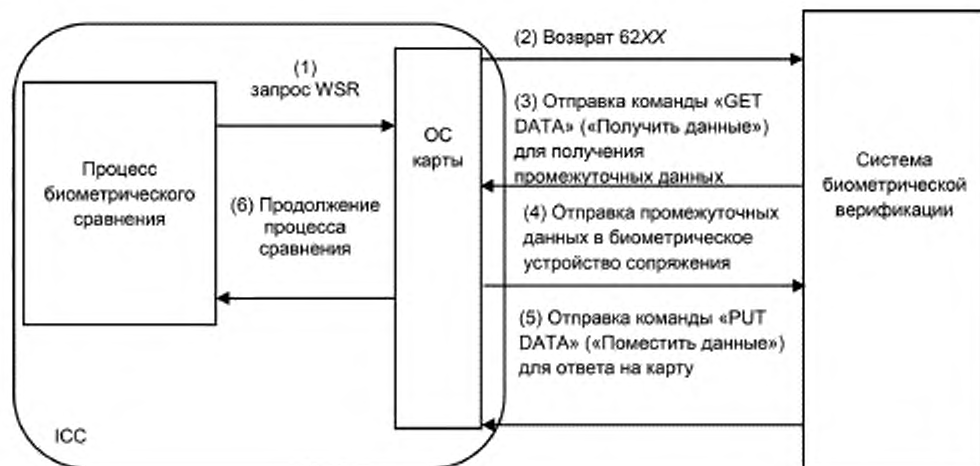 (1)
запрос WSR
Процесс
биометрического
сравнения
(6) Продолжение
процесса
сравнения
ICC
ОС
карты
(2) Возврат 62XX
(3) Отправка команды «GET
DATA» («Получить данные»)
для получения
промежуточных данных
(4) Отправка промежуточных
данных в биометрическое
устройство сопряжения
(5) Отправка команды «PUT
DATA» («Поместить данные»)
для ответа на карту
Система
биометрической
верификации